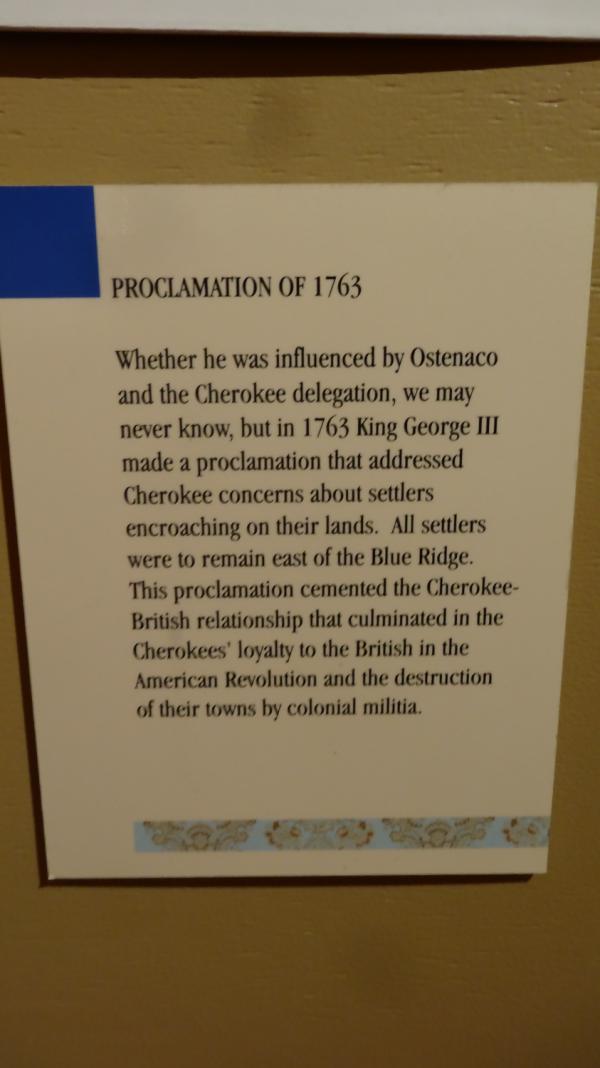 PROCLAMATION OF 1763
Whether he was influenced by Ostenaco
and the Cherokee delegation, we may
never know, but in 1763 King George III
made a proclamation that addressed
Cherokee concerns about settlers
encroaching on their lands.  All settlers
were to remain east of the Blue Ridge.
This proclamation cemented the Cherokee-
British relationship that culminated in the
Cherokees' loyalty to the British in the
American Revolution and the destruction
of their towns by colonial militia.